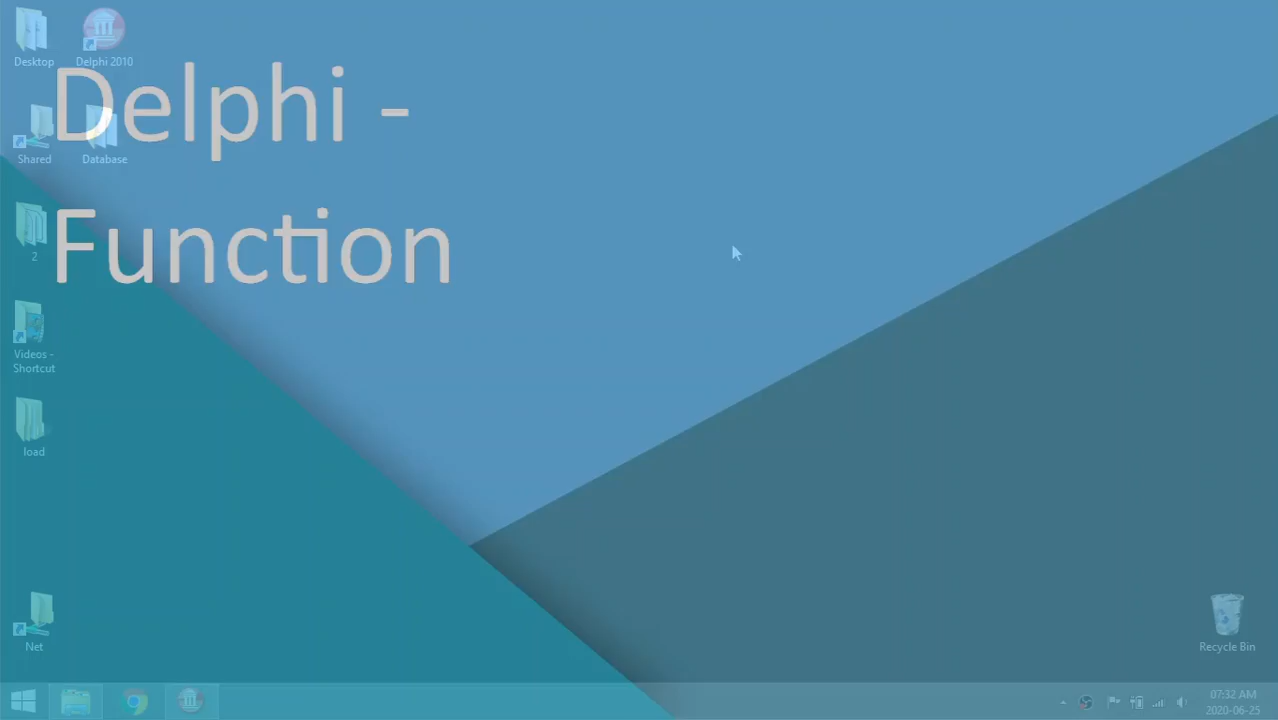 Delphi -
Function
Desktop
Delphi 2010
Shared
Database
2
Videos -
Shortcut
load
Net
Recycle Bin
07:32 AM
2020-06-25